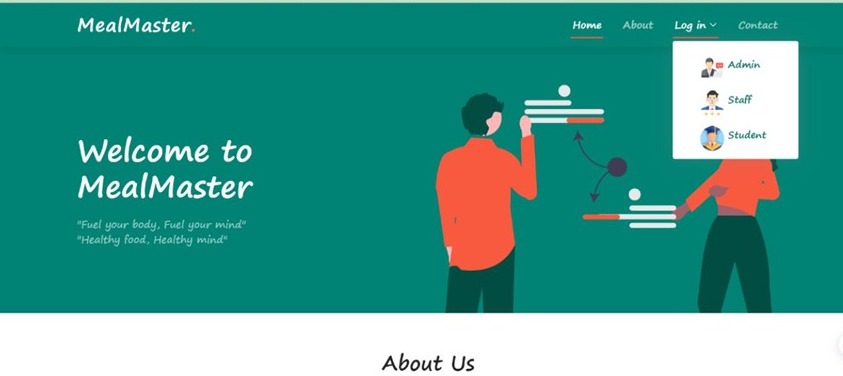 MealMaster.
Home About Log in Contact
Admin
Staff
Student
Welcome to
MealMaster
"Fuel your body, Fuel your mind"
"Healthy food, Healthy mind"
About Us